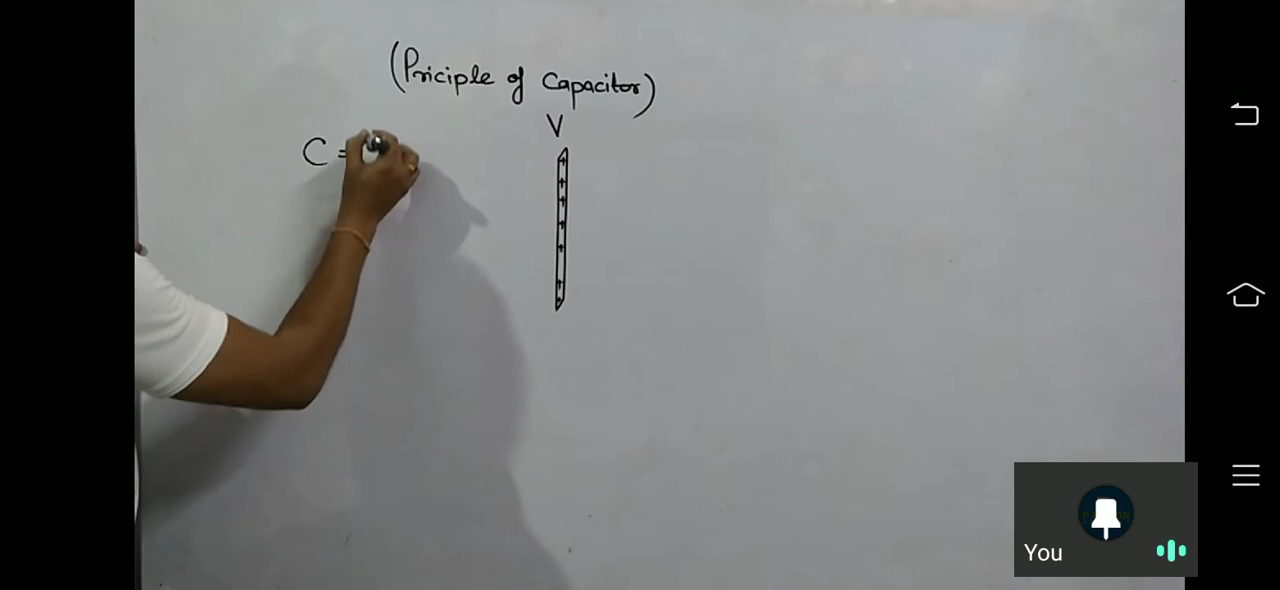 (Priciple of Capacitor)
V
C =
+
+
+
+
+
+
You